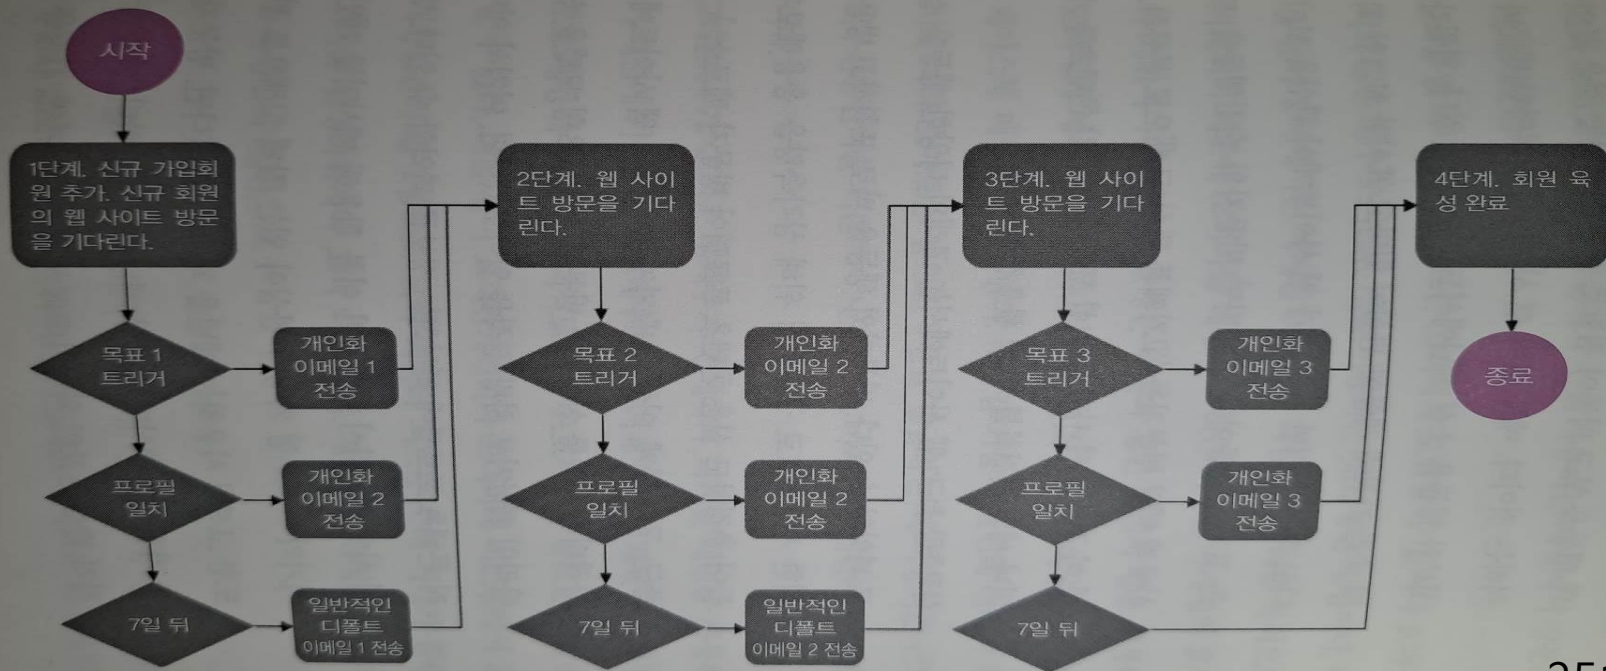 시작
1단계. 신규 가입회
원 추가. 신규 회원
의 웹 사이트 방문
을 기다린다.
목표 1
트리거
개인화
이메일 1
전송
프로필
일치
개인화
이메일 2
전송
7일 뒤
일반적인
디폴트
이메일 1 전송
2단계. 웹 사이
트 방문을 기다
린다.
목표 2
트리거
개인화
이메일 2
전송
프로필
일치
개인화
이메일 2
전송
7일 뒤
일반적인
디폴트
이메일 2 전송
3단계. 웹 사이
트 방문을 기다
린다.
목표 3
트리거
개인화
이메일 3
전송
프로필
일치
개인화
이메일 3
전송
7일 뒤
4단계. 회원 육
성 완료
종료